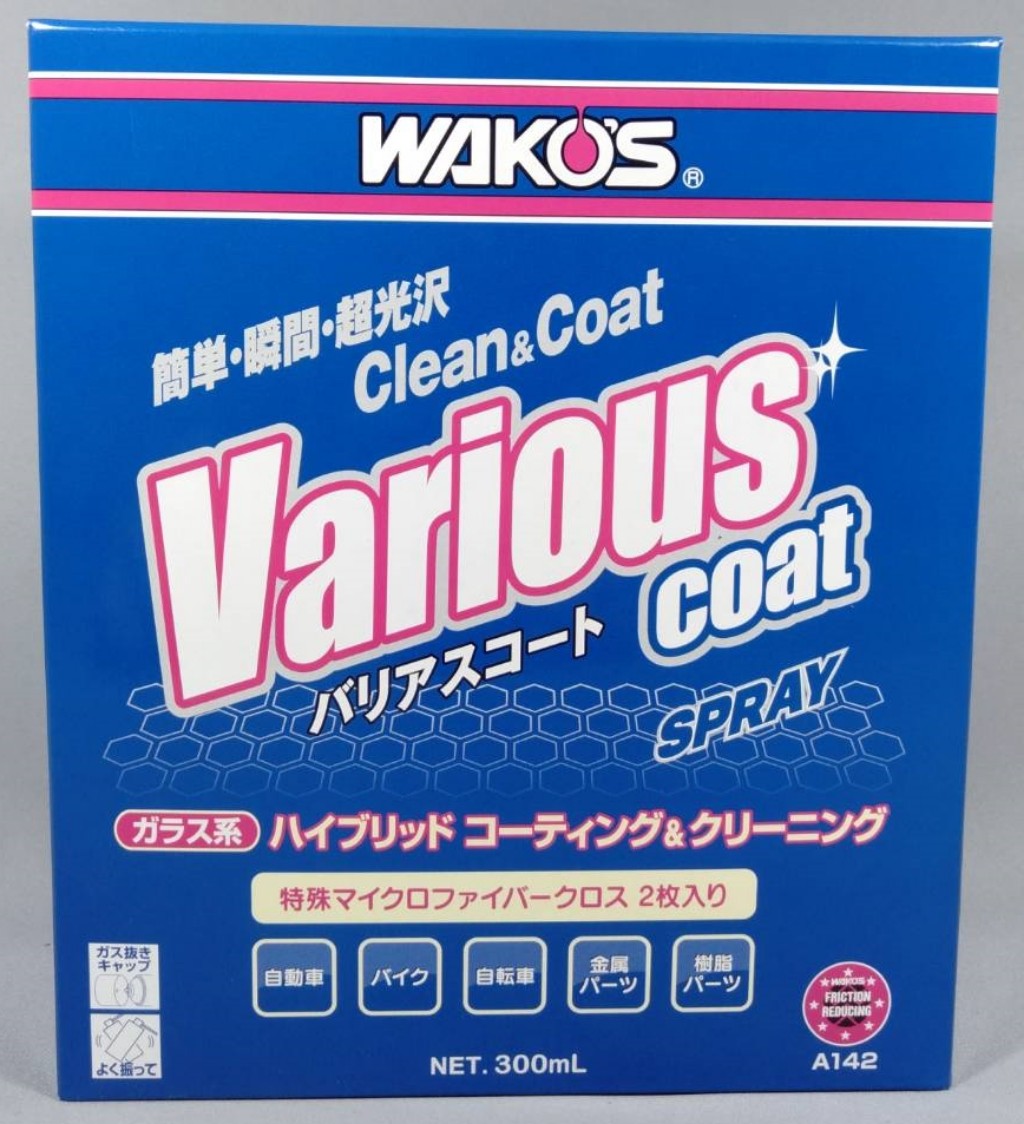 WAKO'S®
簡単・瞬間・超光沢
Clean&Coat
Various
coat
バリアスコート
SPRAY
ガラス系 ハイブリッド コーティング&クリーニング
特殊マイクロファイバークロス 2枚入り
ガス抜き
キャップ
自動車
バイク
自転車
金属
パーツ
樹脂
パーツ
よく振って
WAKO'S
FRICTION
REDUCING
A142
NET. 300mL